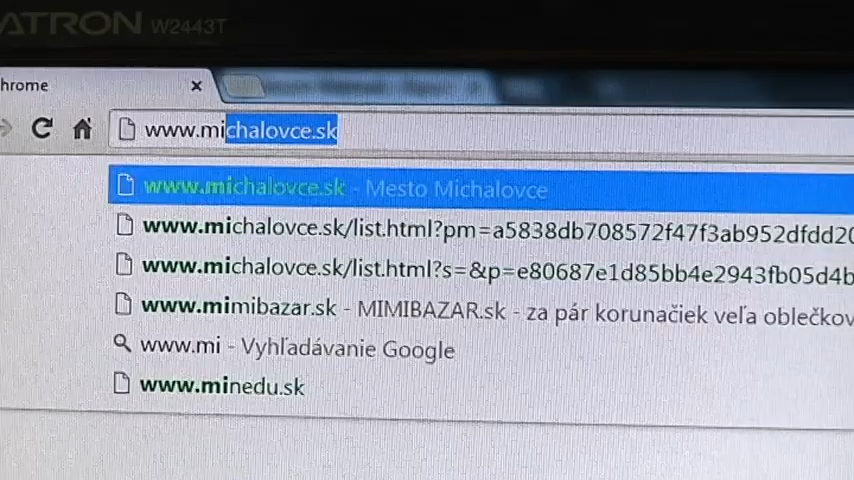 ATRON W2443T
hrome
www.michalovce.sk
www.michalovce.sk - Mesto Michalovce
www.michalovce.sk/list.html?pm=a5838db708572f47f3ab952dfdd20
www.michalovce.sk/list.html?s=&p=e80687e1d85bb4e2943fb05d4b
www.mimibazar.sk - MIMIBAZAR.sk - za pár korunačiek veľa oblečkov
www.mi - Vyhľadávanie Google
www.minedu.sk